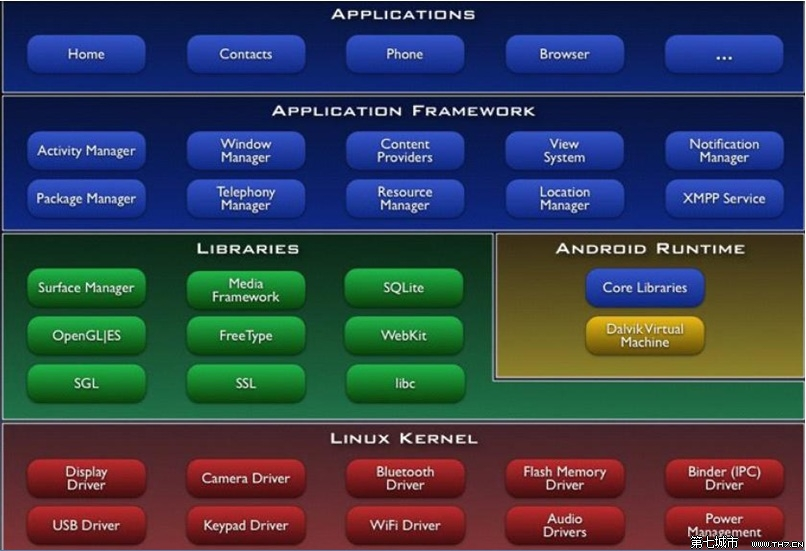 APPLICATIONS
Home
Contacts
Phone
Browser
...
APPLICATION FRAMEWORK
Activity Manager
Window
Manager
Content
Providers
View
System
Notification
Manager
Package Manager
Telephony
Manager
Resource
Manager
Location
Manager
XMPP Service
LIBRARIES
Surface Manager
Media
Framework
SQLite
OpenGL|ES
FreeType
WebKit
SGL
SSL
libc
ANDROID RUNTIME
Core Libraries
Dalvik Virtual
Machine
LINUX KERNEL
Display
Driver
Camera Driver
Bluetooth
Driver
Flash Memory
Driver
Binder (IPC)
Driver
USB Driver
Keypad Driver
WiFi Driver
Audio
Drivers
Power
Management
第七城市 www.TH7.CN